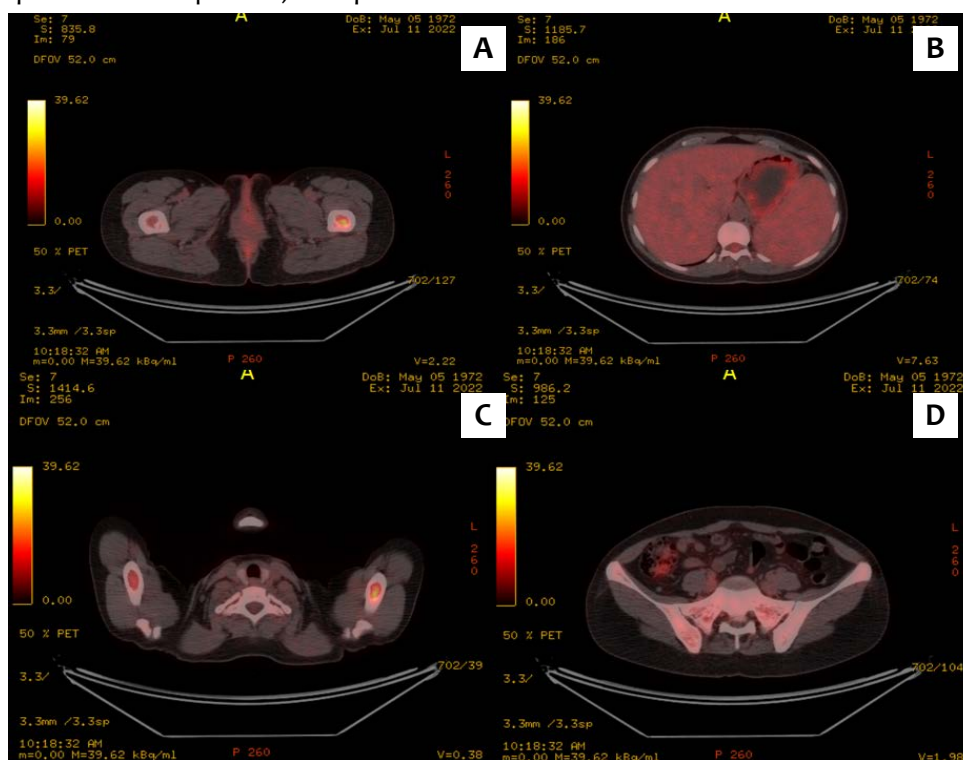 A
Se: 7
S: 835.8
Im: 79
DFOV 52.0 cm
DoB: May 05 1972
Ex: Jul 11 2022
A
39.62
0.00
50 % PET
L
260
3.3/
702/127
3.3mm /3.3sp
10:18:32 AM
m=0.00 M=39.62 kBq/ml
P 260
V=2.22
A
Se: 7
S: 1185.7
Im: 186
DFOV 52.0 cm
DoB: May 05 1972
Ex: Jul 11
B
39.62
0.00
50 % PET
L
260
3.3/
702/74
3.3mm /3.3sp
10:18:32 AM
m=0.00 M=39.62 kBq/ml
P 260
V=7.63
A
Se: 7
S: 1414.6
Im: 256
DFOV 52.0 cm
DoB: May 05 1972
Ex: Jul 11 2022
C
39.62
0.00
50 % PET
L
260
3.3/
702/39
3.3mm /3.3sp
10:18:32 AM
m=0.00 M=39.62 kBq/ml
P 260
V=0.38
A
Se: 7
S: 986.2
Im: 125
DFOV 52.0 cm
DoB: May 05 1972
Ex: Jul 11 2022
D
39.62
0.00
50 % PET
L
260
3.3/
702/104
3.3mm /3.3sp
10:18:32 AM
m=0.00 M=39.62 kBq/ml
P 260
V=1.98